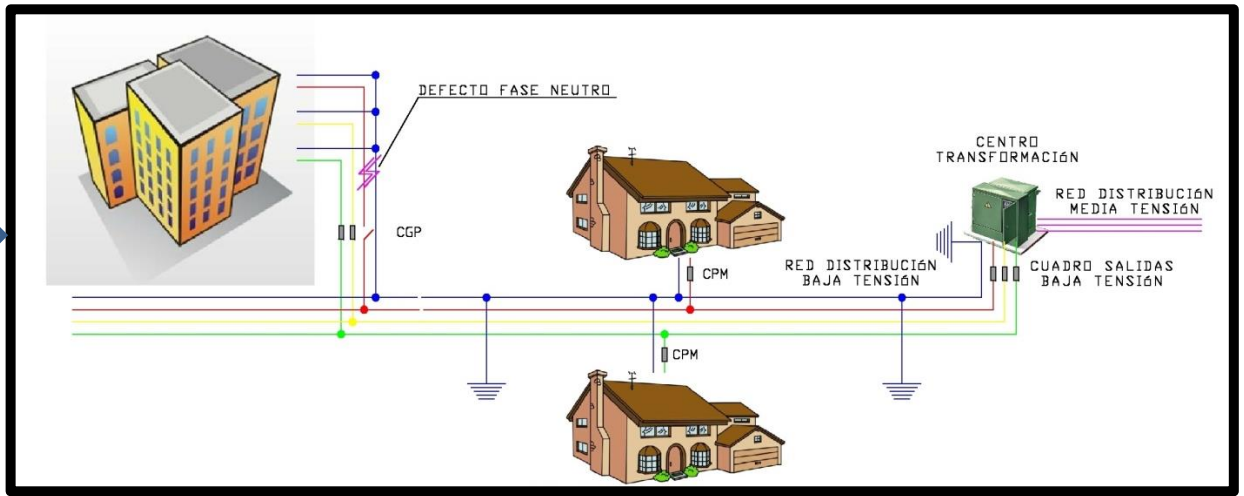 DEFECTO FASE NEUTRO
CENTRO
TRANSFORMACIÓN
RED DISTRIBUCIÓN
MEDIA TENSIÓN
CGP
RED DISTRIBUCIÓN
BAJA TENSIÓN
CPM
CUADRO SALIDAS
BAJA TENSIÓN
CPM